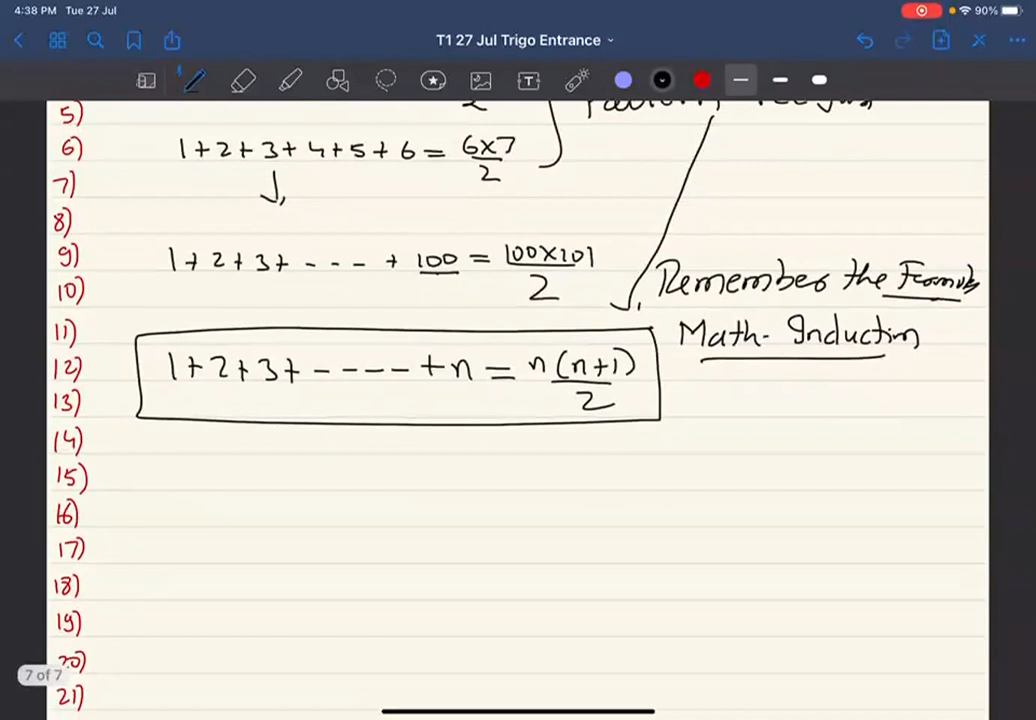 4:38 PM Tue 27 Jul
90%
T1 27 Jul Trigo Entrance
5)
2
6) 1+2+3+4+5+6 = 6x7/2
7)
8)
9) 1+2+3+ - - - - + 100 = 100x101/2
10) Remember the Formula
11) Math- Induction
12) 1+2+3+ - - - - - +n = n(n+1)/2
13)
14)
15)
16)
17)
18)
19)
20)
7 of 7
21)